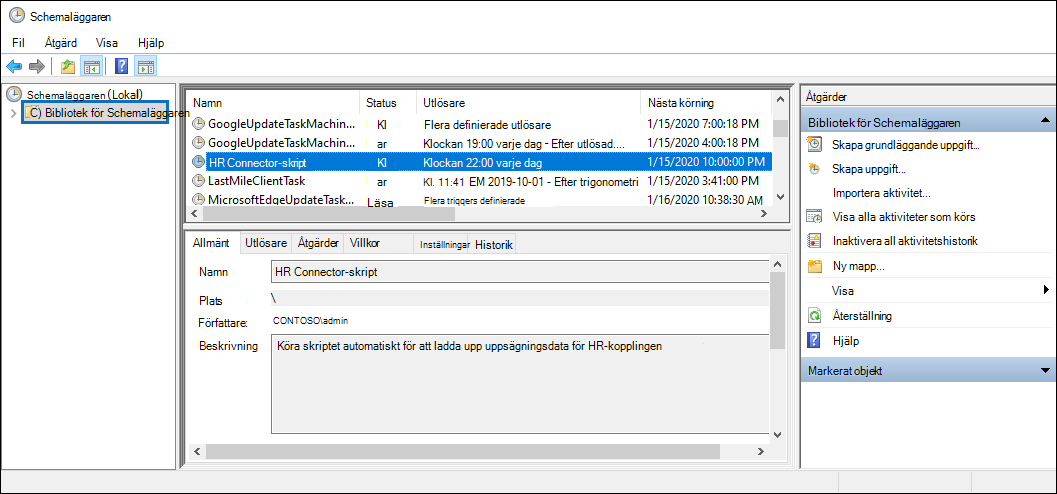 Schemaläggaren
Fil Åtgärd Visa Hjälp
Schemaläggaren (Lokal)
C) Bibliotek för Schemaläggaren
Namn Status Utlösare Nästa körning
GoogleUpdateTaskMachin... Kl Flera definierade utlösare 1/15/2020 7:00:18 PM
GoogleUpdateTaskMachin... ar Klockan 19:00 varje dag - Efter utlösad.... 1/15/2020 4:00:18 PM
HR Connector-skript Kl Klockan 22:00 varje dag 1/15/2020 10:00:00 PM
LastMileClientTask ar Kl. 11:41 EM 2019-10-01 - Efter trigonometri 1/15/2020 3:41:00 PM
MicrosoftEdgeUpdateTask... Läsa Flera triggers definierade 1/16/2020 10:38:30 AM
Allmänt Utlösare Åtgärder Villkor Inställningar Historik
Namn HR Connector-skript
Plats \
Författare: CONTOSO\admin
Beskrivning Köra skriptet automatiskt för att ladda upp uppsägningsdata för HR-kopplingen
Åtgärder
Bibliotek för Schemaläggaren
Skapa grundläggande uppgift...
Skapa uppgift...
Importera aktivitet...
Visa alla aktiviteter som körs
Inaktivera all aktivitetshistorik
Ny mapp...
Visa
Återställning
Hjälp
Markerat objekt